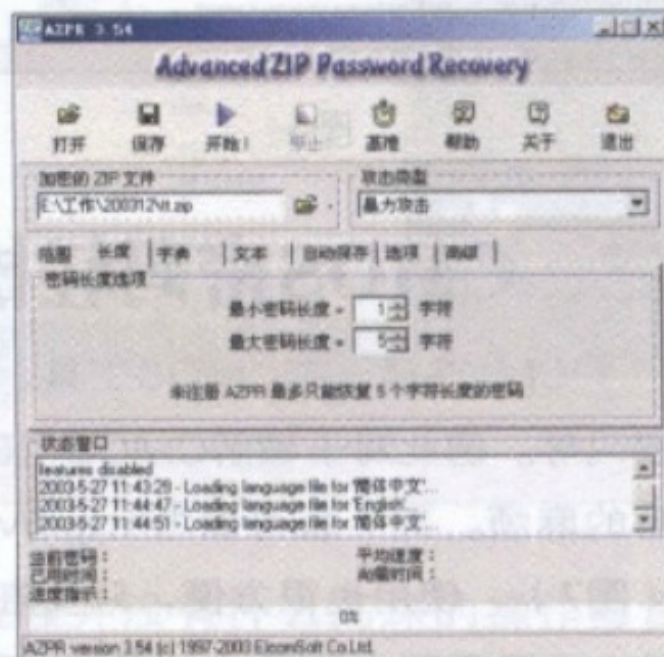 AZPR 3.54
Advanced ZIP Password Recovery
打开 保存 开始! 停止 基准 帮助 关于 退出
加密的 ZIP 文件 攻击类型
E:\工作\200312\tt.zip 暴力攻击
范围 长度 字典 文本 自动保存 选项 高级
密码长度选项
最小密码长度 = 1 字符
最大密码长度 = 5 字符
未注册 AZPR 最多只能恢复 5 个字符长度的密码
状态窗口
features disabled
2003-5-27 11:43:29 - Loading language file for '简体中文'...
2003-5-27 11:44:47 - Loading language file for 'English'...
2003-5-27 11:44:51 - Loading language file for '简体中文'...
当前密码: 平均速度:
已用时间: 剩余时间:
进度指示:
0%
AZPR version 3.54 (c) 1997-2003 ElcomSoft Co.Ltd.